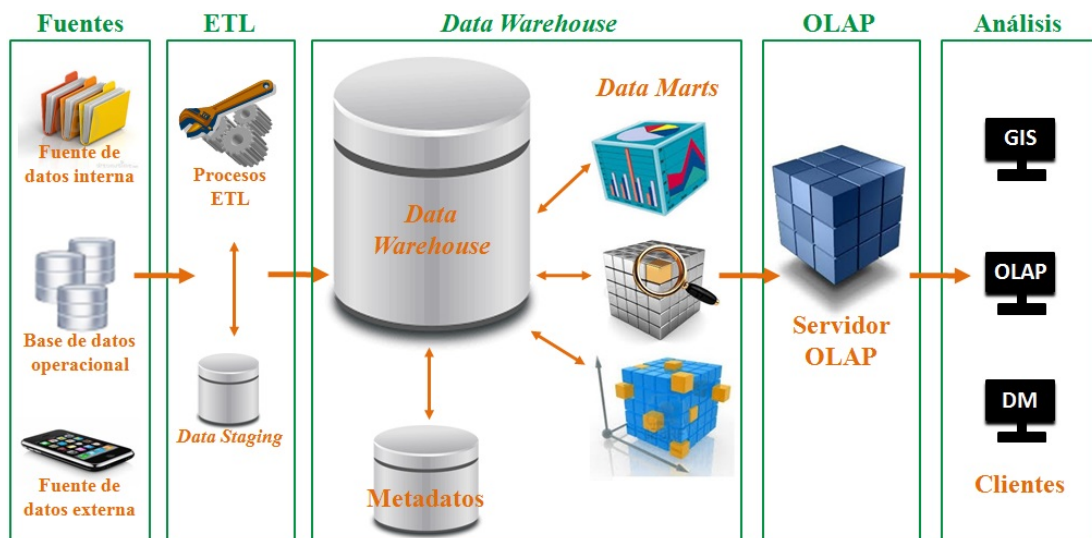 Fuentes
ETL
Data Warehouse
OLAP
Análisis
Fuente de
datos interna
Base de datos
operacional
Fuente de
datos externa
Procesos
ETL
Data Staging
Data
Warehouse
Metadatos
Data Marts
Servidor
OLAP
GIS
OLAP
DM
Clientes